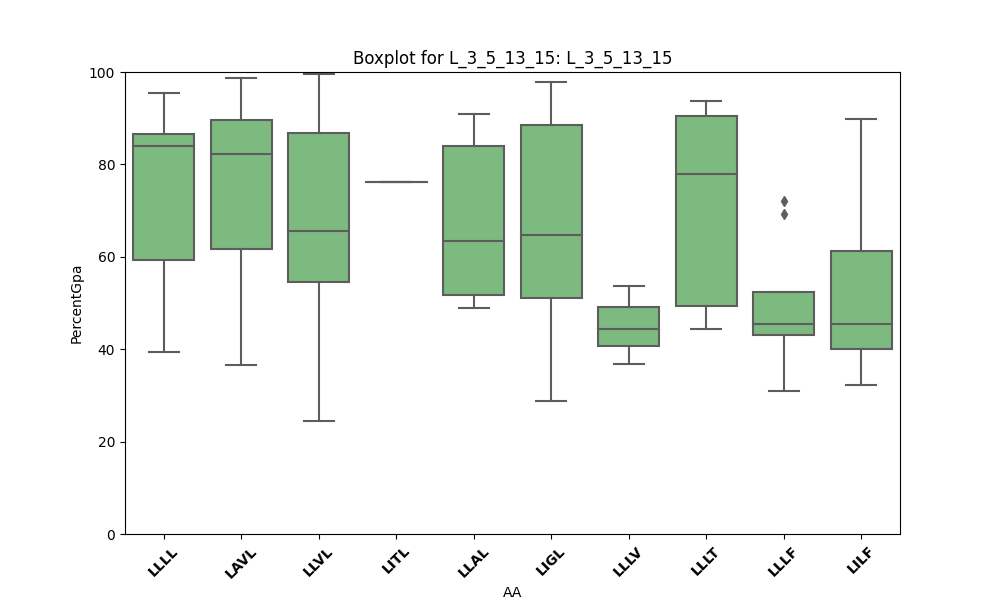 Boxplot for L_3_5_13_15: L_3_5_13_15
100
80
60
40
20
0
PercentGpa
LLLL LAVL LLVL LITL LLAL LIGL LLLV LLLT LLLF LILF
AA